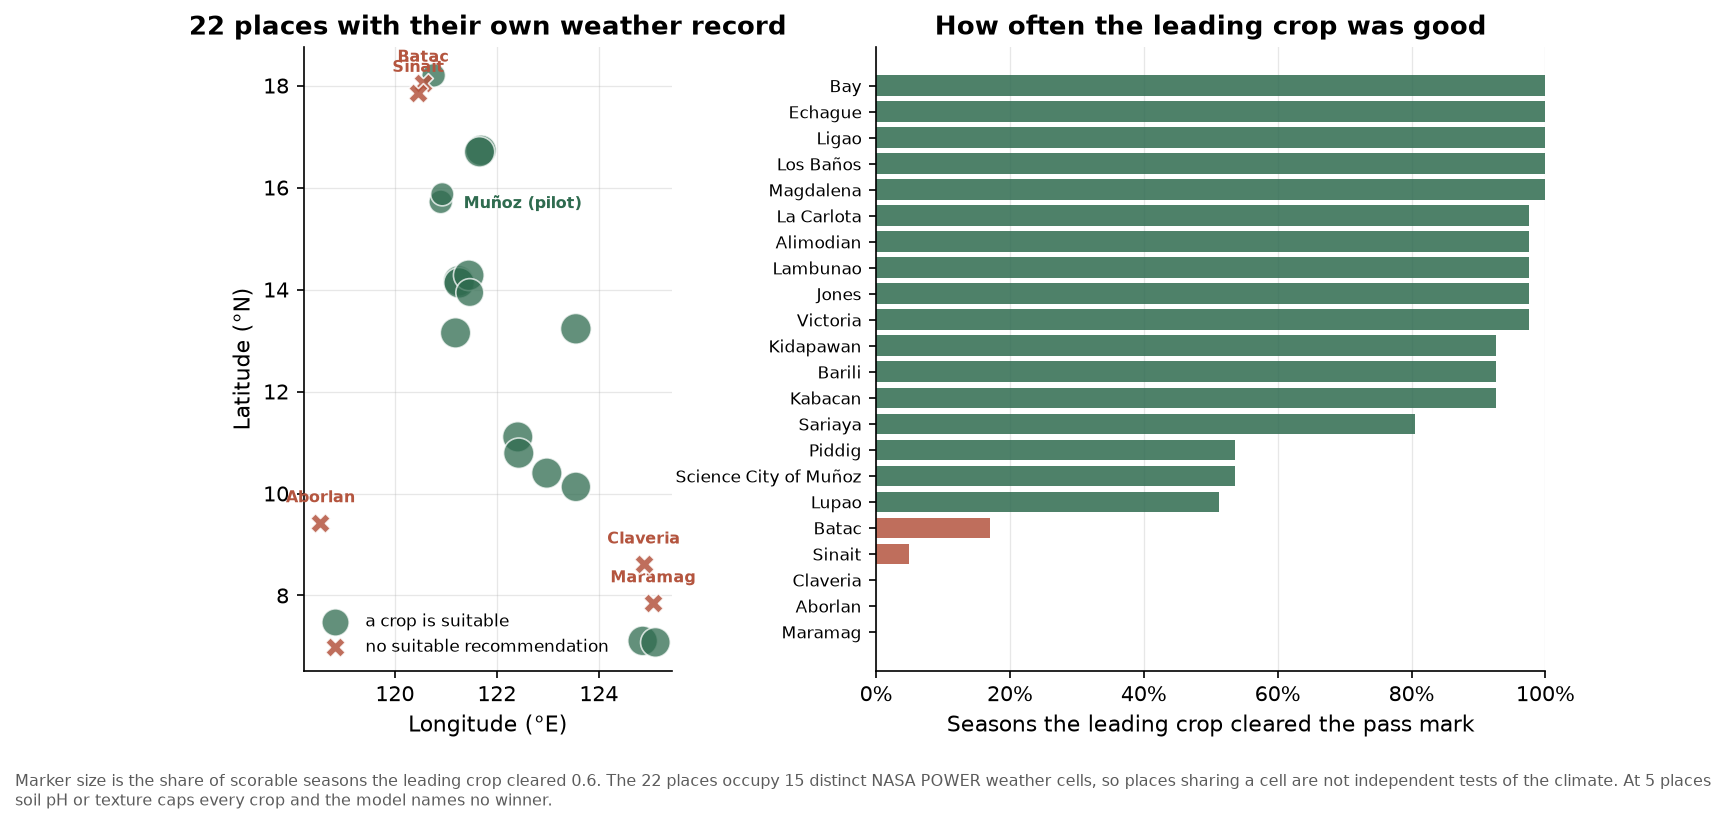 22 places with their own weather record
Batac
Sinait
Muñoz (pilot)
Aborlan
Claveria
Maramag
a crop is suitable
no suitable recommendation
18
16
14
12
10
8
Latitude (°N)
120
122
124
Longitude (°E)
How often the leading crop was good
Bay
Echague
Ligao
Los Baños
Magdalena
La Carlota
Alimodian
Lambunao
Jones
Victoria
Kidapawan
Barili
Kabacan
Sariaya
Piddig
Science City of Muñoz
Lupao
Batac
Sinait
Claveria
Aborlan
Maramag
0%
20%
40%
60%
80%
100%
Seasons the leading crop cleared the pass mark
Marker size is the share of scorable seasons the leading crop cleared 0.6. The 22 places occupy 15 distinct NASA POWER weather cells, so places sharing a cell are not independent tests of the climate. At 5 places
soil pH or texture caps every crop and the model names no winner.